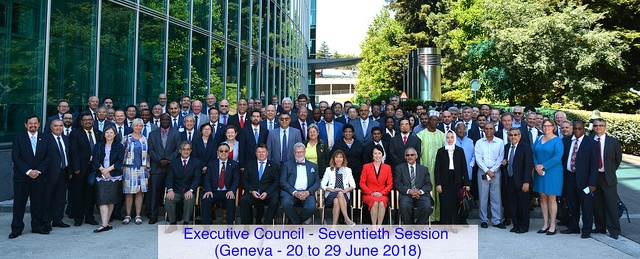 Executive Council - Seventieth Session
(Geneva - 20 to 29 June 2018)